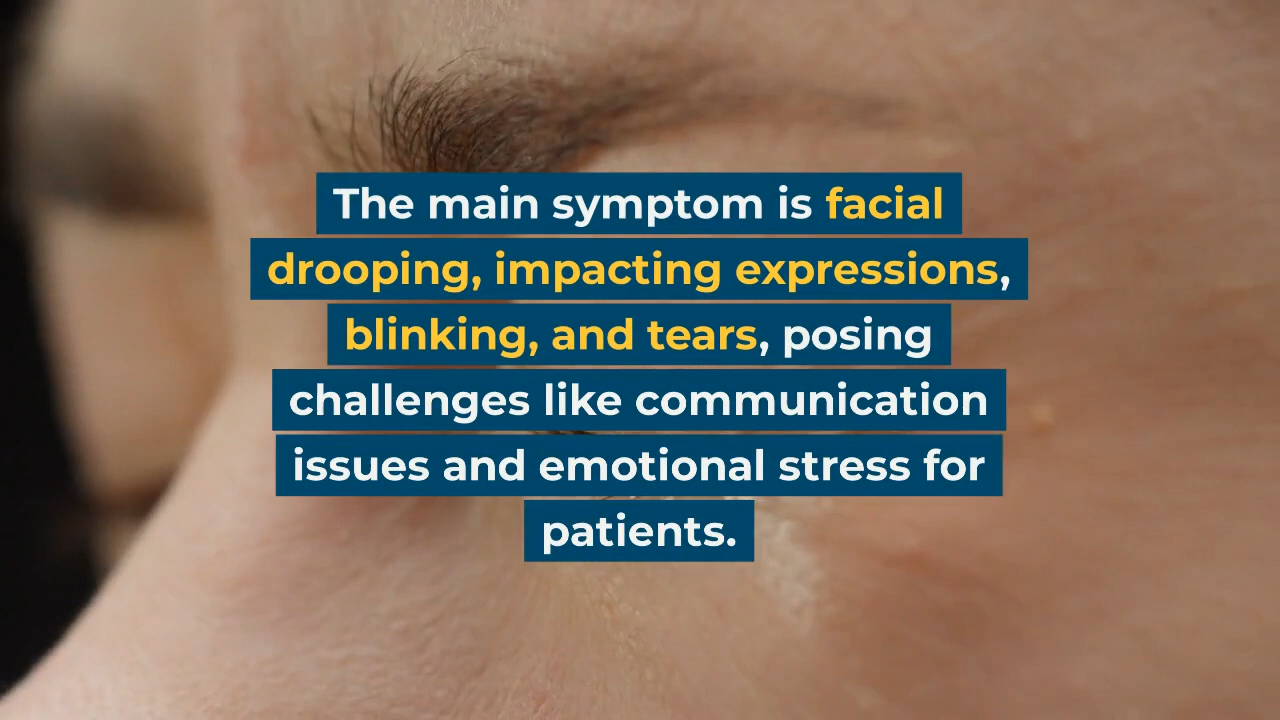 The main symptom is facial
drooping, impacting expressions,
blinking, and tears, posing
challenges like communication
issues and emotional stress for
patients.